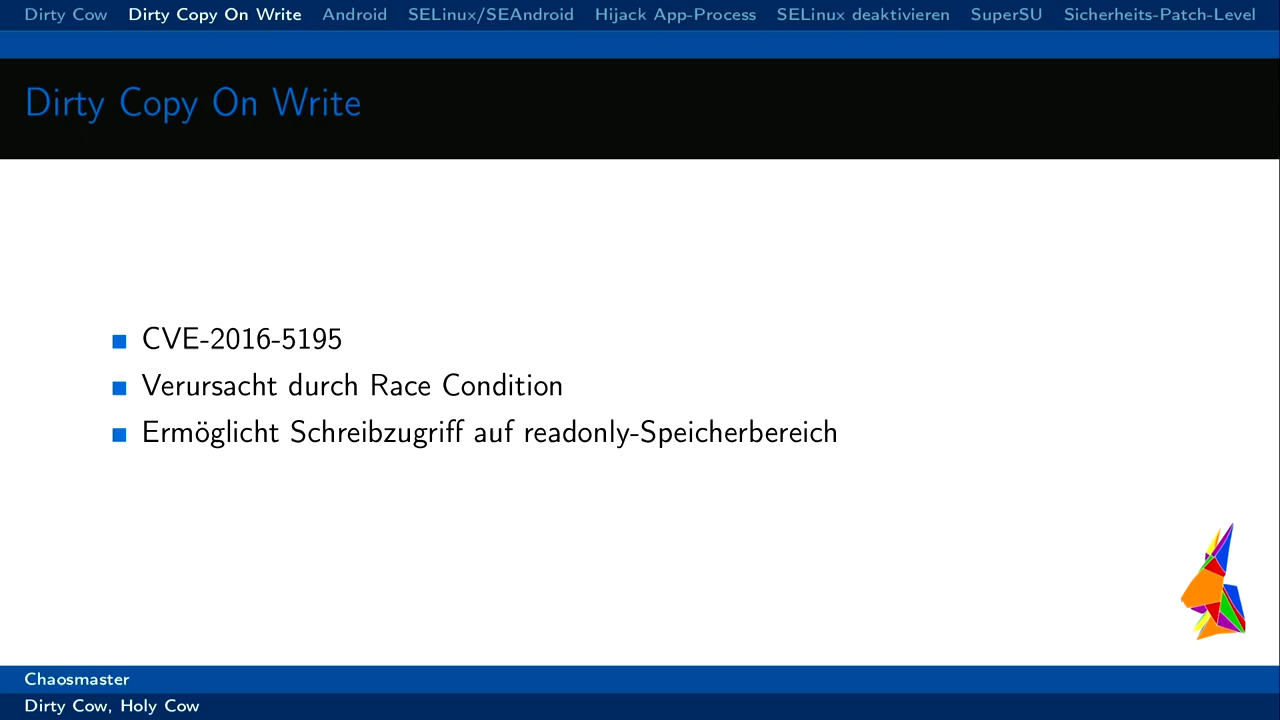 Dirty Cow Dirty Copy On Write Android SELinux/SEAndroid Hijack App-Process SELinux deaktivieren SuperSU Sicherheits-Patch-Level
Dirty Copy On Write
CVE-2016-5195
Verursacht durch Race Condition
Ermöglicht Schreibzugriff auf readonly-Speicherbereich
Chaosmaster
Dirty Cow, Holy Cow